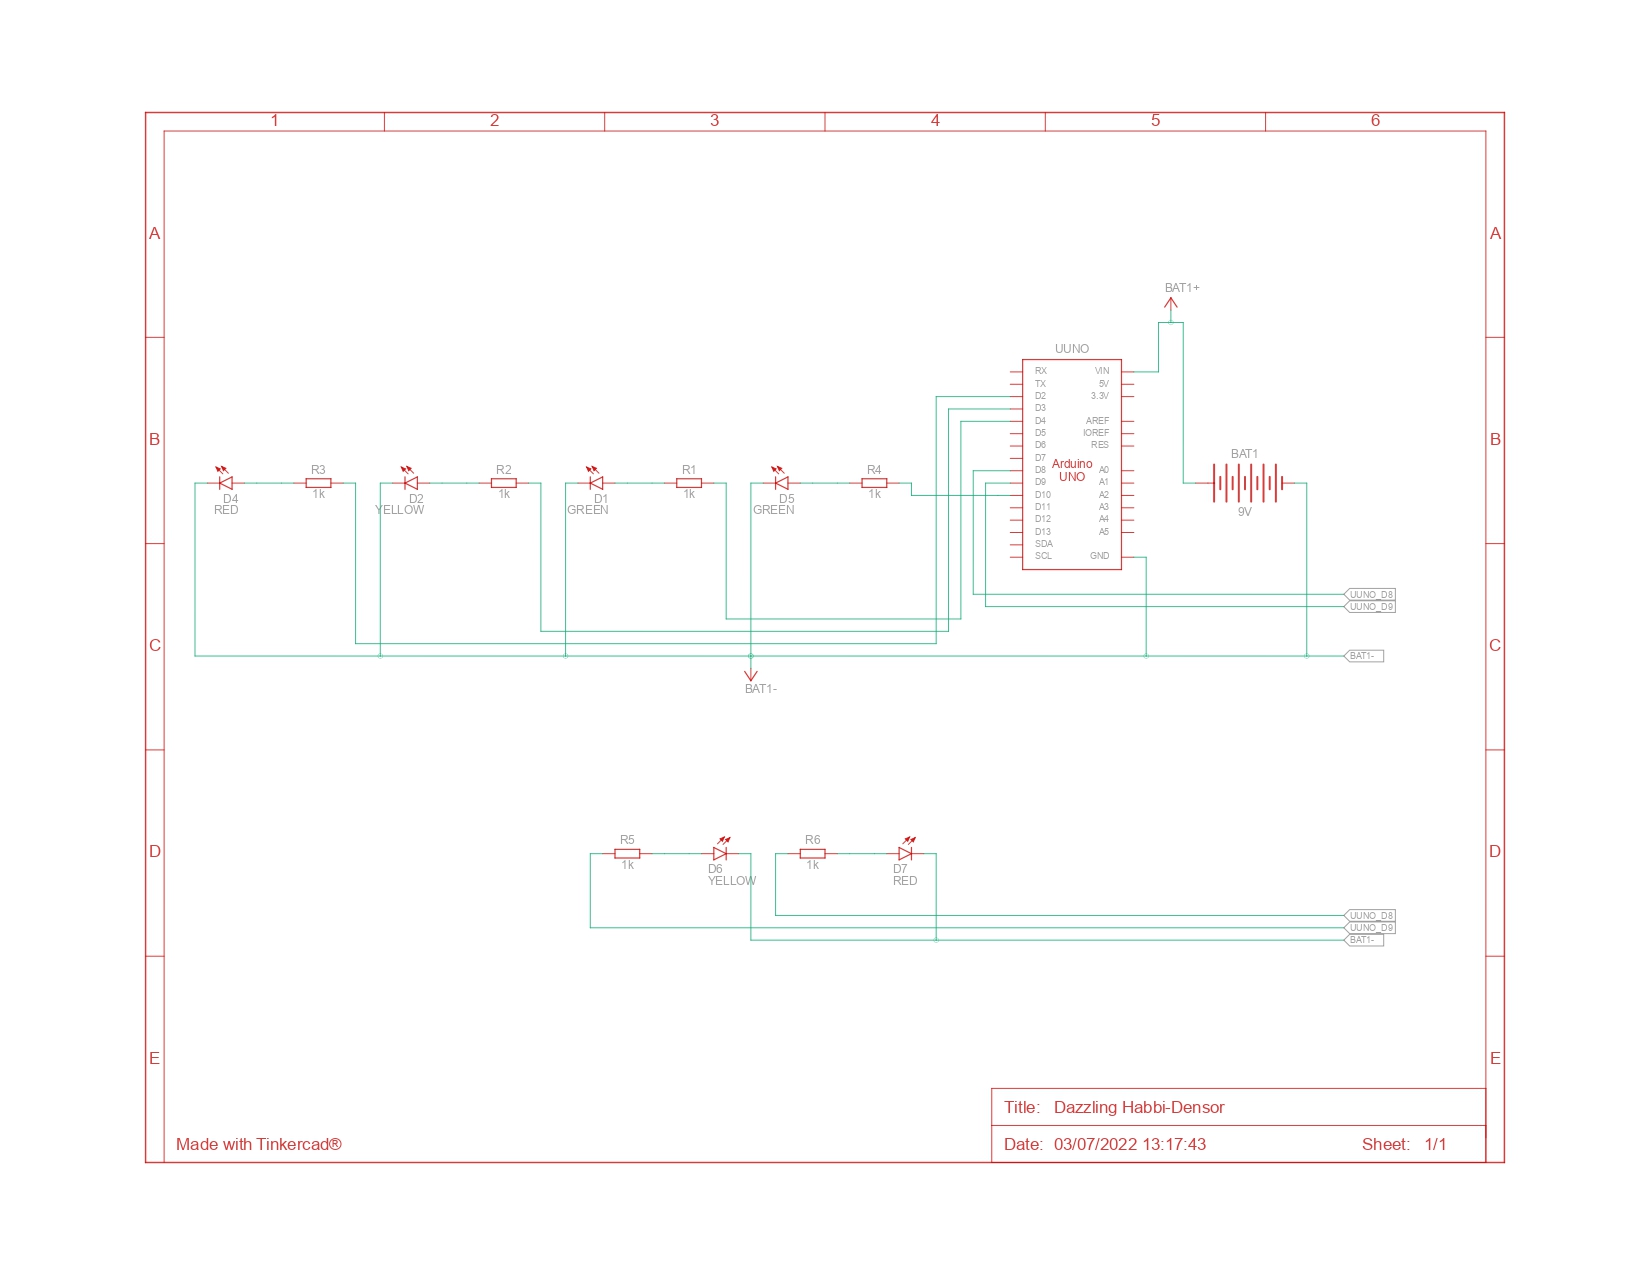 1 2 3 4 5 6
A A
BAT1+
UUNO
RX VIN
TX 5V
D2 3.3V
D3
D4 AREF
D5 IOREF
D6 RES
D7
D8 A0
D9 A1
D10 A2
D11 A3
D12 A4
D13 A5
SDA
SCL GND
Arduino
UNO
B B
BAT1
9V
R3 R2 R1 R4
1k 1k 1k 1k
D4 D2 D1 D5
RED YELLOW GREEN GREEN
UUNO_D8
UUNO_D9
C C
BAT1-
BAT1-
R5 R6
D D
1k 1k
D6 D7
YELLOW RED
UUNO_D8
UUNO_D9
BAT1-
E E
Title: Dazzling Habbi-Densor
Made with Tinkercad®
Date: 03/07/2022 13:17:43 Sheet: 1/1